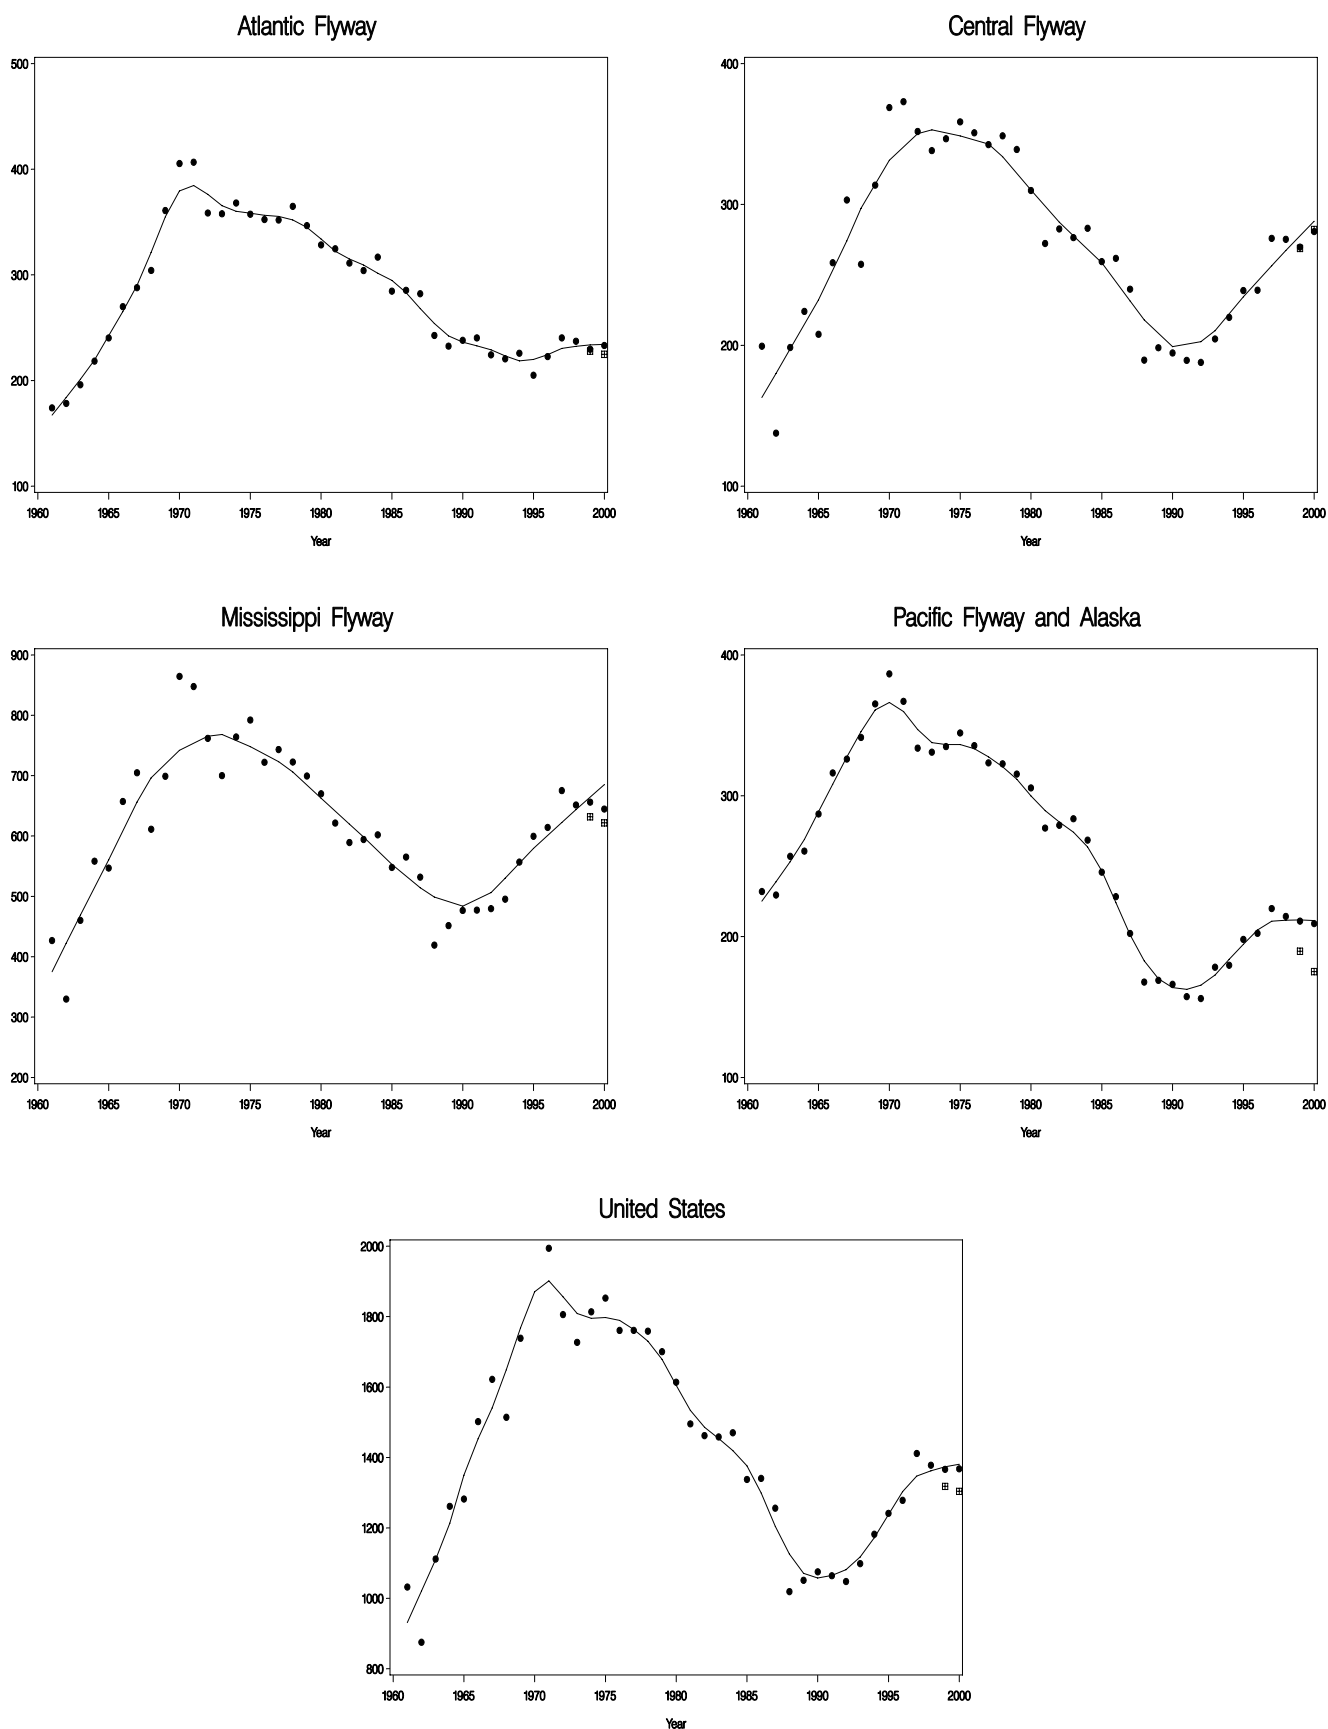 Atlantic Flyway
500
400
300
200
100
1960 1965 1970 1975 1980 1985 1990 1995 2000
Year
Central Flyway
400
300
200
100
1960 1965 1970 1975 1980 1985 1990 1995 2000
Year
Mississippi Flyway
900
800
700
600
500
400
300
200
1960 1965 1970 1975 1980 1985 1990 1995 2000
Year
Pacific Flyway and Alaska
400
300
200
100
1960 1965 1970 1975 1980 1985 1990 1995 2000
Year
United States
2000
1800
1600
1400
1200
1000
800
1960 1965 1970 1975 1980 1985 1990 1995 2000
Year